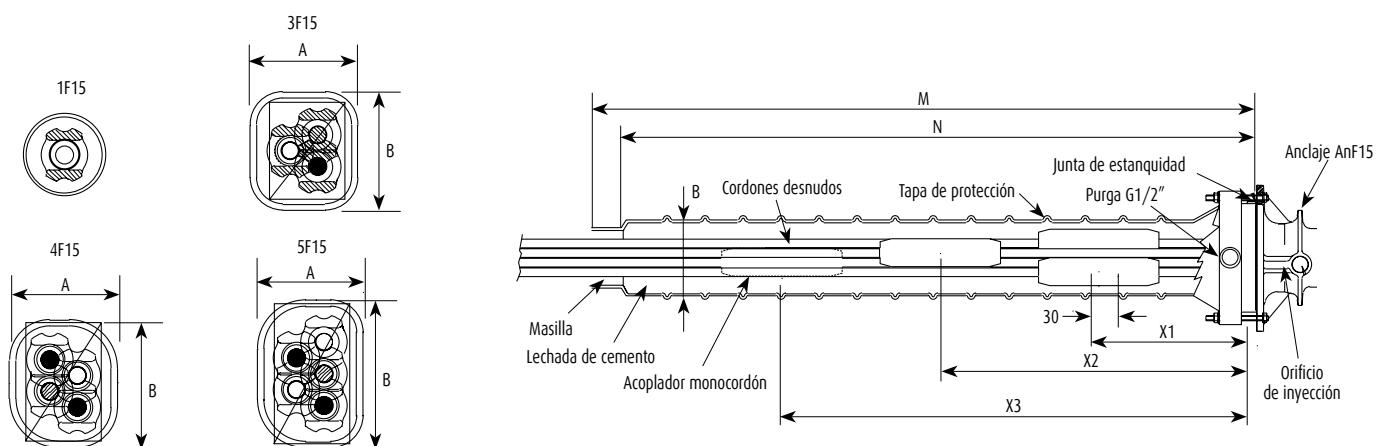 3F15
A
B
1F15
4F15
A
B
5F15
A
B
M
N
Junta de estanquidad
Anclaje AnF15
Purga G1/2"
B
Cordones desnudos
Tapa de protección
Masilla
Lechada de cemento
Acoplador monocordón
30
X1
X2
X3
Orificio
de inyección